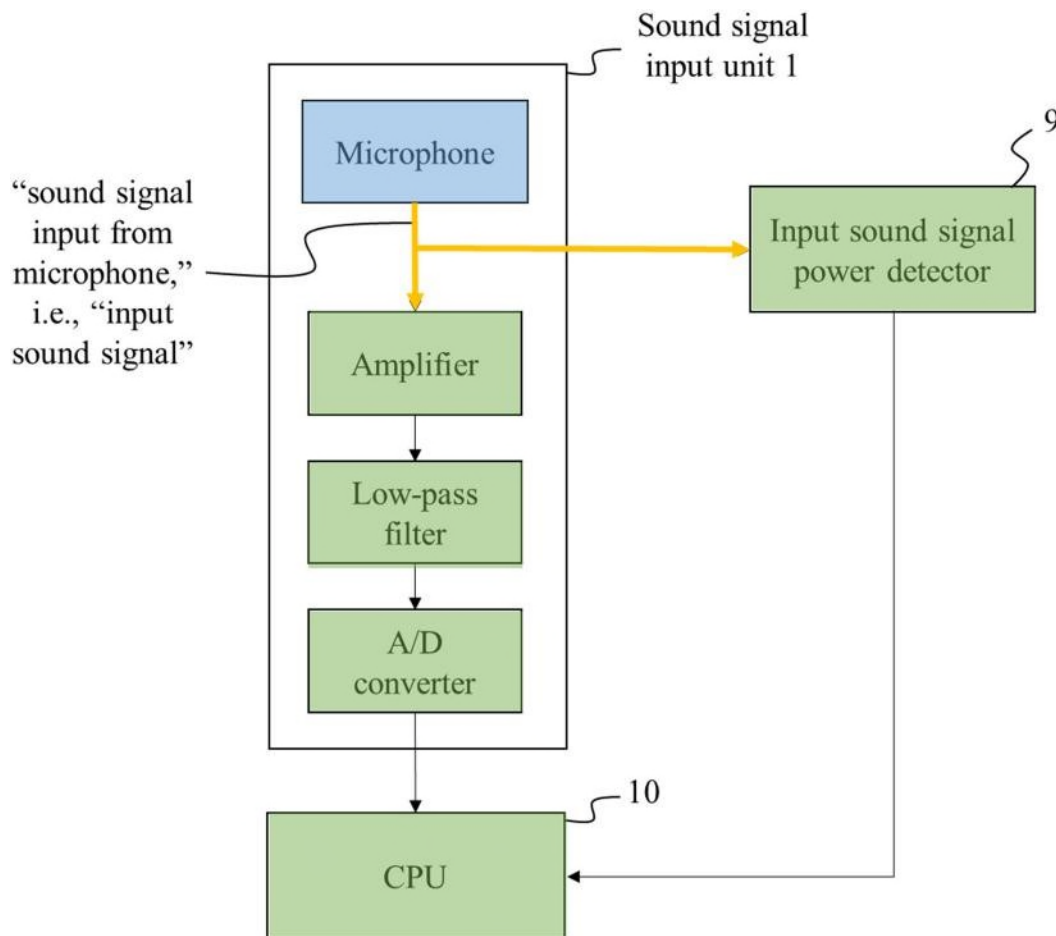 Sound signal
input unit 1
Microphone
9
“sound signal
input from
microphone,”
i.e., “input
sound signal”
Input sound signal
power detector
Amplifier
Low-pass
filter
A/D
converter
10
CPU